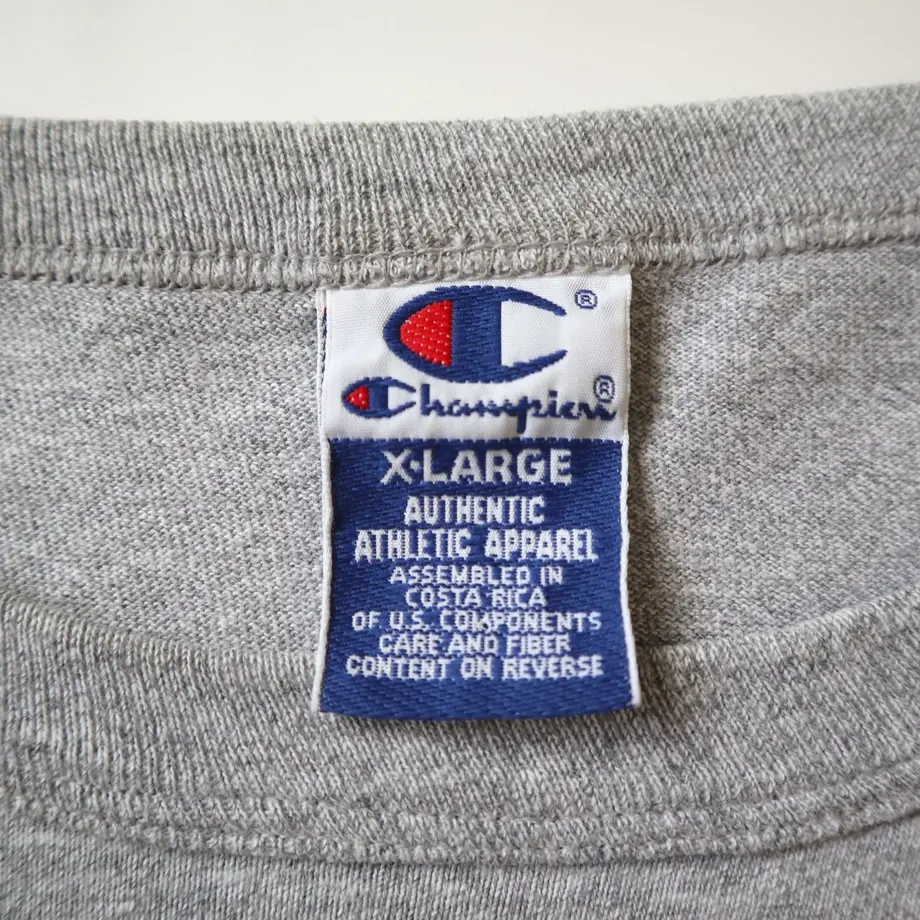 ®
Champion®
X-LARGE
AUTHENTIC
ATHLETIC APPAREL
ASSEMBLED IN
COSTA RICA
OF U.S. COMPONENTS
CARE AND FIBER
CONTENT ON REVERSE